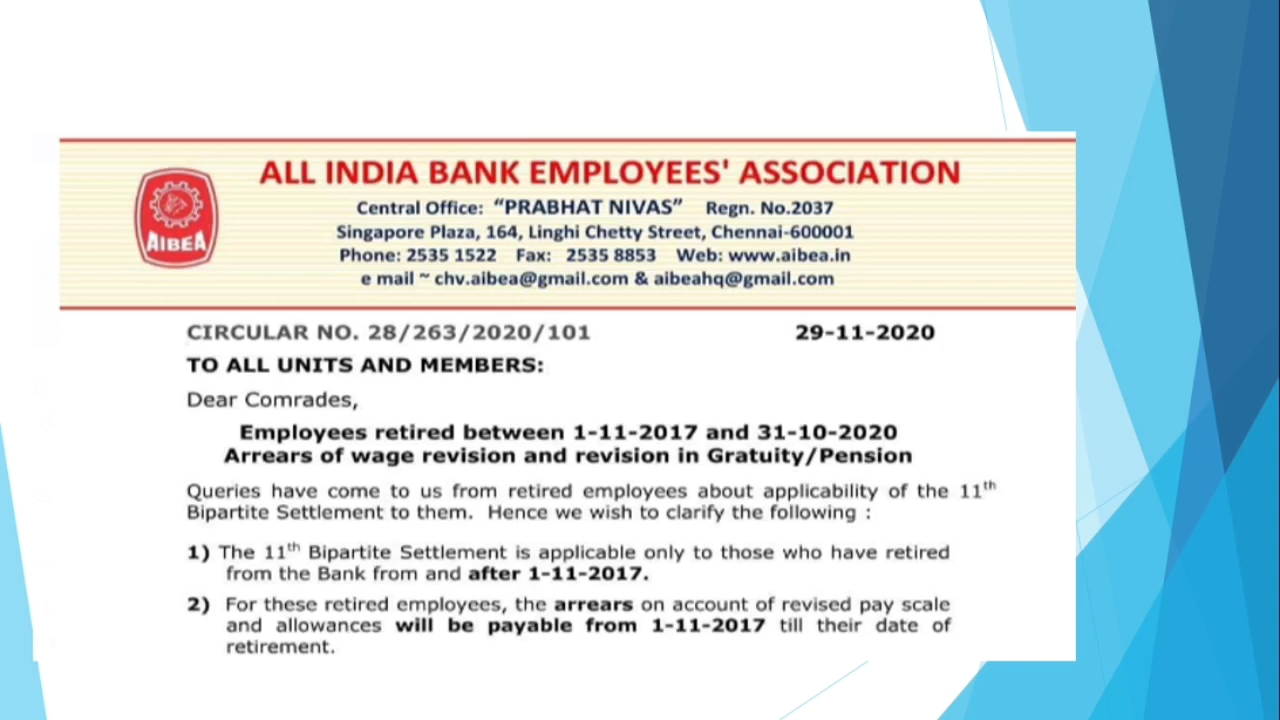 ALL INDIA BANK EMPLOYEES' ASSOCIATION
Central Office: “PRABHAT NIVAS” Regn. No.2037
Singapore Plaza, 164, Linghi Chetty Street, Chennai-600001
Phone: 2535 1522 Fax: 2535 8853 Web: www.aibea.in
e mail ~ chv.aibea@gmail.com & aibeahq@gmail.com
AIBEA
CIRCULAR NO. 28/263/2020/101 29-11-2020
TO ALL UNITS AND MEMBERS:
Dear Comrades,
Employees retired between 1-11-2017 and 31-10-2020
Arrears of wage revision and revision in Gratuity/Pension
Queries have come to us from retired employees about applicability of the 11th
Bipartite Settlement to them. Hence we wish to clarify the following :
1) The 11th Bipartite Settlement is applicable only to those who have retired
from the Bank from and after 1-11-2017.
2) For these retired employees, the arrears on account of revised pay scale
and allowances will be payable from 1-11-2017 till their date of
retirement.